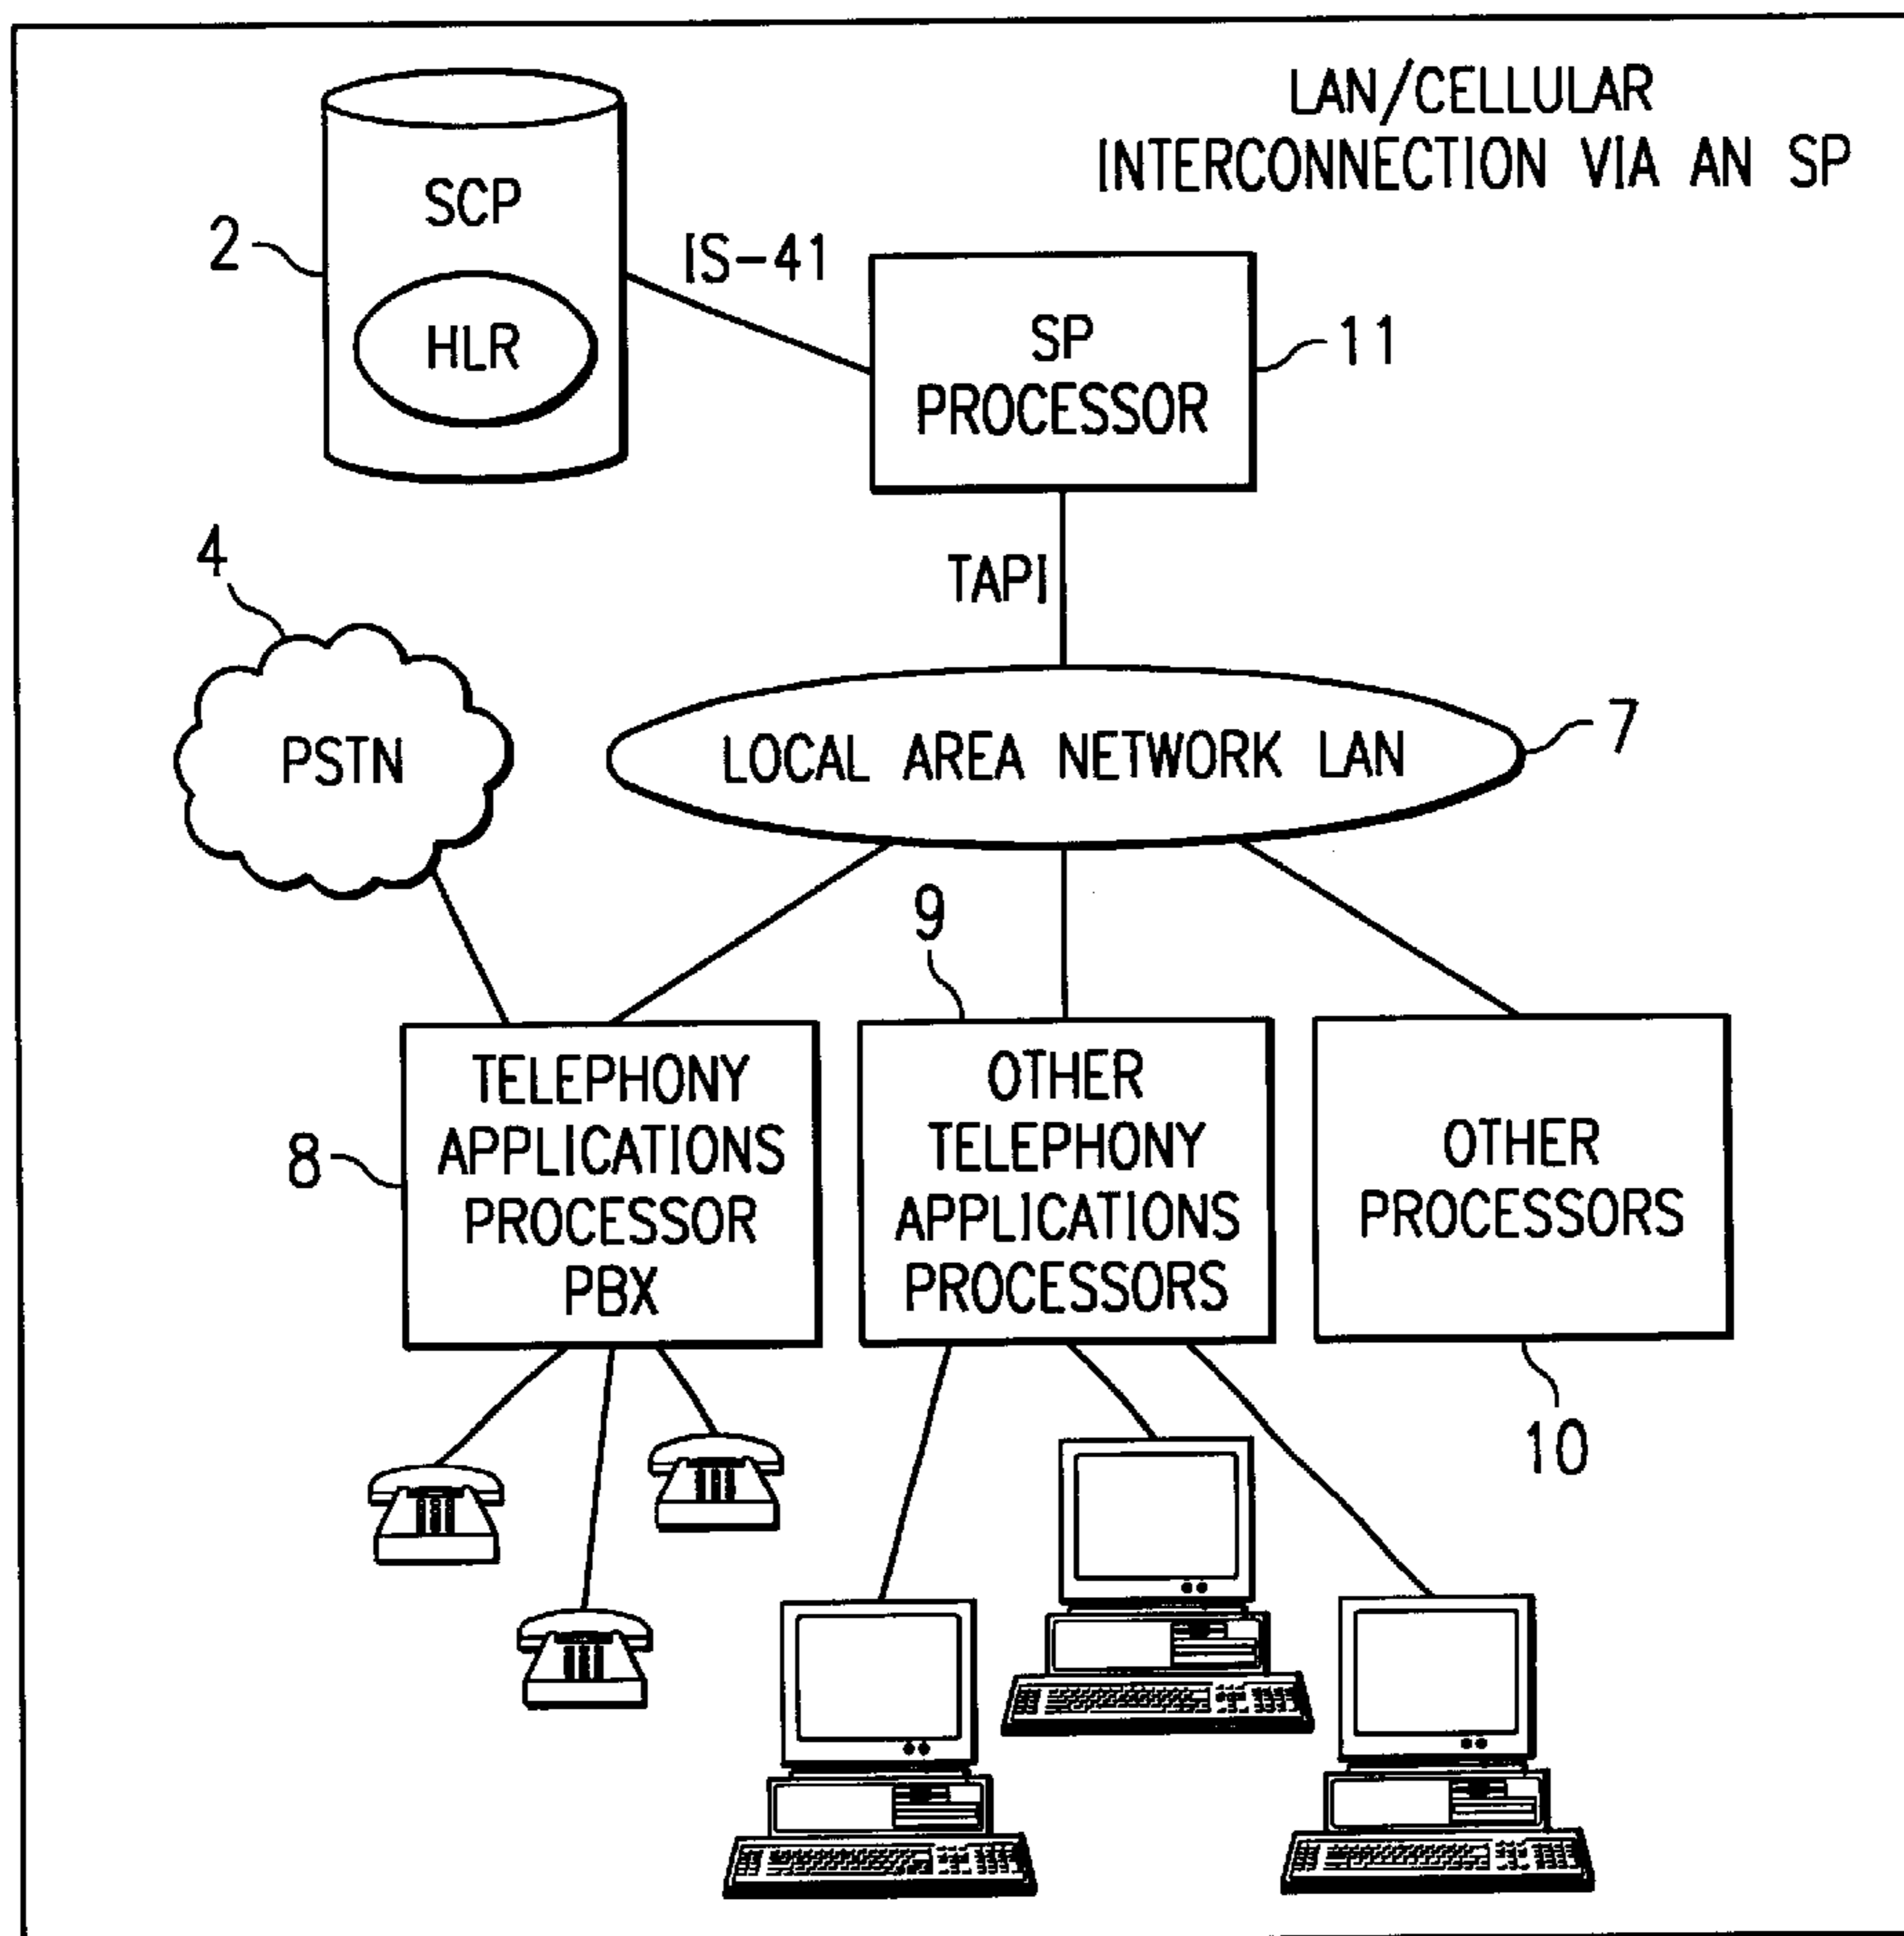 LAN/CELLULAR
INTERCONNECTION VIA AN SP
SCP
2
IS-41
HLR
SP
PROCESSOR
11
4
TAPI
PSTN
LOCAL AREA NETWORK LAN
7
9
TELEPHONY
APPLICATIONS
PROCESSOR
PBX
8
OTHER
TELEPHONY
APPLICATIONS
PROCESSORS
OTHER
PROCESSORS
10